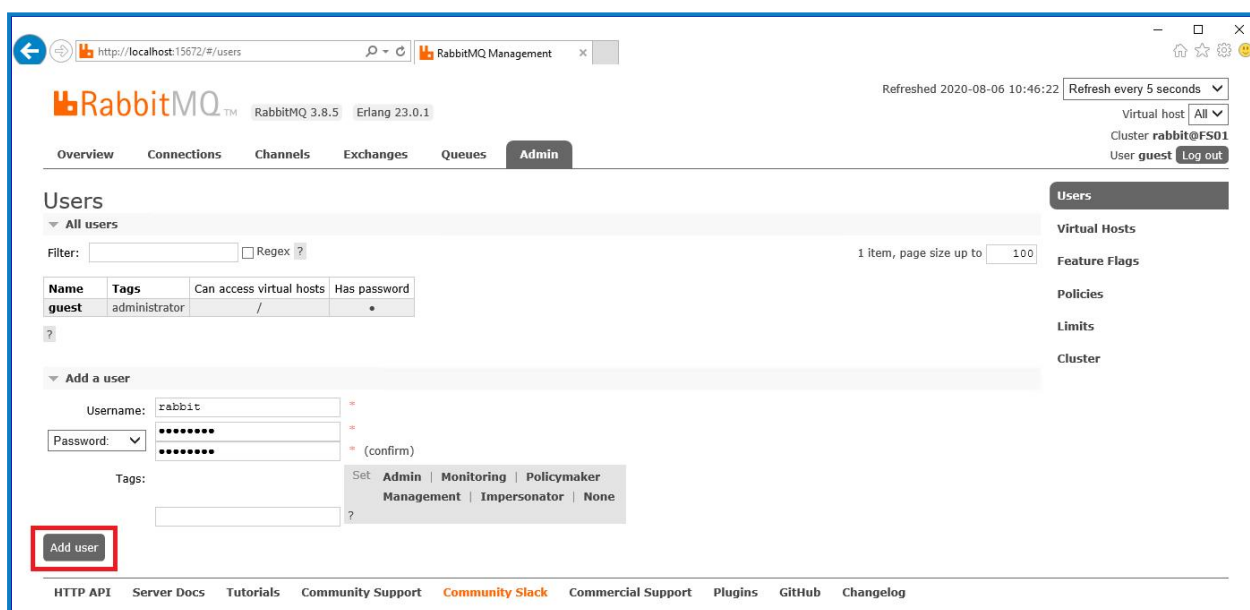 http://localhost:15672/#/users
RabbitMQ Management
Refreshed 2020-08-06 10:46:22 Refresh every 5 seconds
RabbitMQ TM RabbitMQ 3.8.5 Erlang 23.0.1
Virtual host All
Cluster rabbit@FS01
User guest Log out
Overview Connections Channels Exchanges Queues Admin
Users
All users
Filter: Regex ? 1 item, page size up to 100
Name Tags Can access virtual hosts Has password
guest administrator / •
?
Add a user
Username: rabbit *
Password: •••••••• *
•••••••• * (confirm)
Tags: Set Admin | Monitoring | Policymaker
Management | Impersonator | None
?
Add user
Users
Virtual Hosts
Feature Flags
Policies
Limits
Cluster
HTTP API Server Docs Tutorials Community Support Community Slack Commercial Support Plugins GitHub Changelog